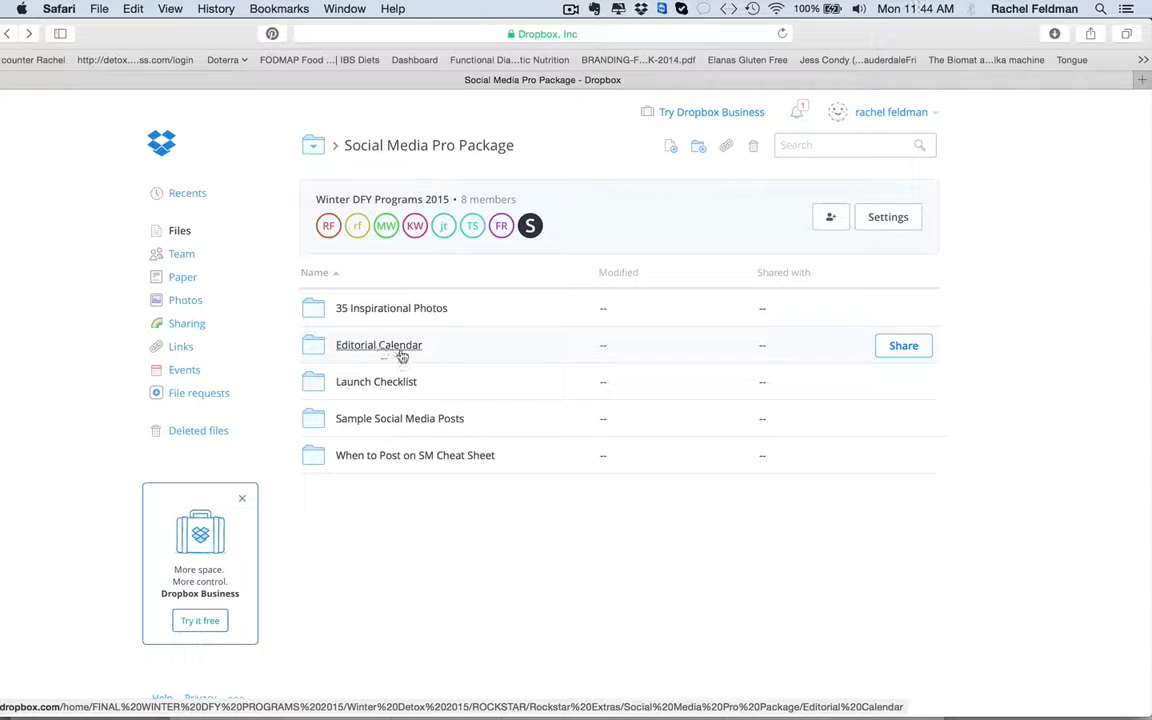 Safari File Edit View History Bookmarks Window Help 100% Mon 11:44 AM Rachel Feldman
Dropbox, Inc
counter Rachel http://detox....ss.com/login Doterra FODMAP Food ...| IBS Diets Dashboard Functional Dia...tic Nutrition BRANDING-F...K-2014.pdf Elanas Gluten Free Jess Condy (...auderdaleFri The Biomat a...lka machine Tongue >>
Social Media Pro Package - Dropbox +
Try Dropbox Business 1 rachel feldman
> Social Media Pro Package Search
Recents
Winter DFY Programs 2015 • 8 members
RF rf MW KW jt TS FR S
Settings
Files
Team
Paper
Photos
Sharing
Links
Events
File requests
Deleted files
Name Modified Shared with
35 Inspirational Photos -- --
Editorial Calendar -- -- Share
Launch Checklist -- --
Sample Social Media Posts -- --
When to Post on SM Cheat Sheet -- --
More space.
More control.
Dropbox Business
Try it free
Help Privacy
dropbox.com/home/FINAL%20WINTER%20DFY%20PROGRAMS%202015/Winter%20Detox%202015/ROCKSTAR/Rockstar%20Extras/Social%20Media%20Pro%20Package/Editorial%20Calendar